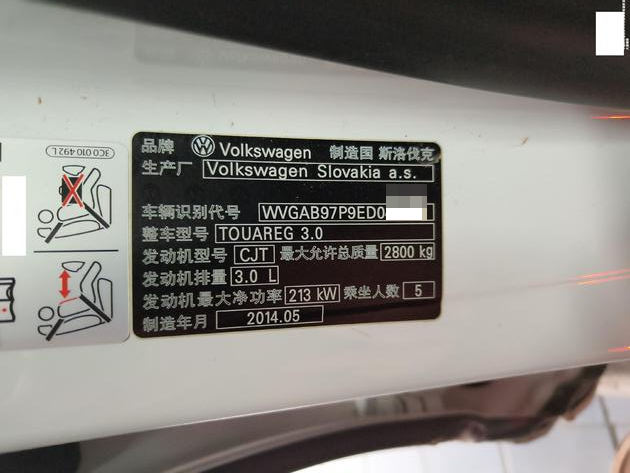 3C0 010 492 L
品牌 Volkswagen 制造国 斯洛伐克
生产厂 Volkswagen Slovakia a.s.
车辆识别代号 WVGAB97P9ED0
整车型号 TOUAREG 3.0
发动机型号 CJT 最大允许总质量 2800 kg
发动机排量 3.0 L
发动机最大净功率 213 kW 乘坐人数 5
制造年月 2014.05